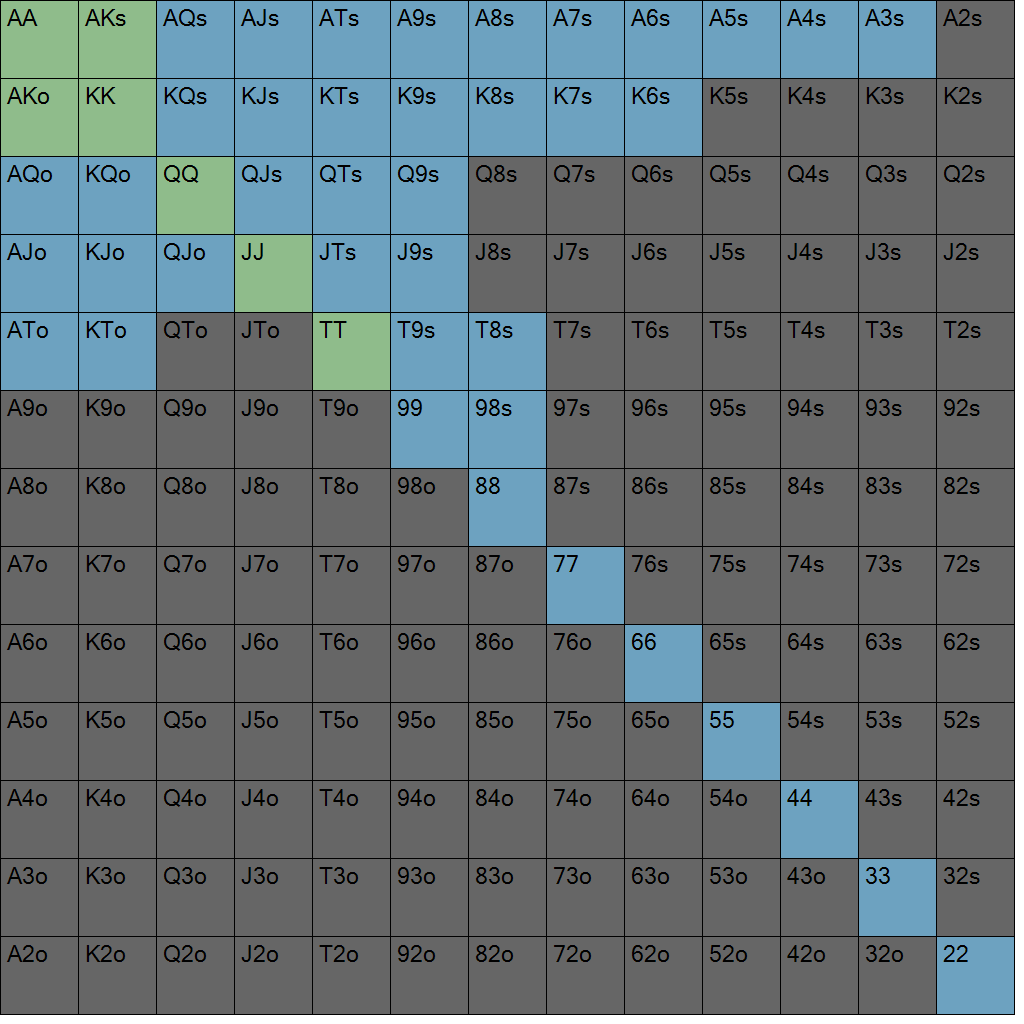 AA AKs AQs AJs ATs A9s A8s A7s A6s A5s A4s A3s A2s
AKo KK KQs KJs KTs K9s K8s K7s K6s K5s K4s K3s K2s
AQo KQo QQ QJs QTs Q9s Q8s Q7s Q6s Q5s Q4s Q3s Q2s
AJo KJo QJo JJ JTs J9s J8s J7s J6s J5s J4s J3s J2s
ATo KTo QTo JTo TT T9s T8s T7s T6s T5s T4s T3s T2s
A9o K9o Q9o J9o T9o 99 98s 97s 96s 95s 94s 93s 92s
A8o K8o Q8o J8o T8o 98o 88 87s 86s 85s 84s 83s 82s
A7o K7o Q7o J7o T7o 97o 87o 77 76s 75s 74s 73s 72s
A6o K6o Q6o J6o T6o 96o 86o 76o 66 65s 64s 63s 62s
A5o K5o Q5o J5o T5o 95o 85o 75o 65o 55 54s 53s 52s
A4o K4o Q4o J4o T4o 94o 84o 74o 64o 54o 44 43s 42s
A3o K3o Q3o J3o T3o 93o 83o 73o 63o 53o 43o 33 32s
A2o K2o Q2o J2o T2o 92o 82o 72o 62o 52o 42o 32o 22